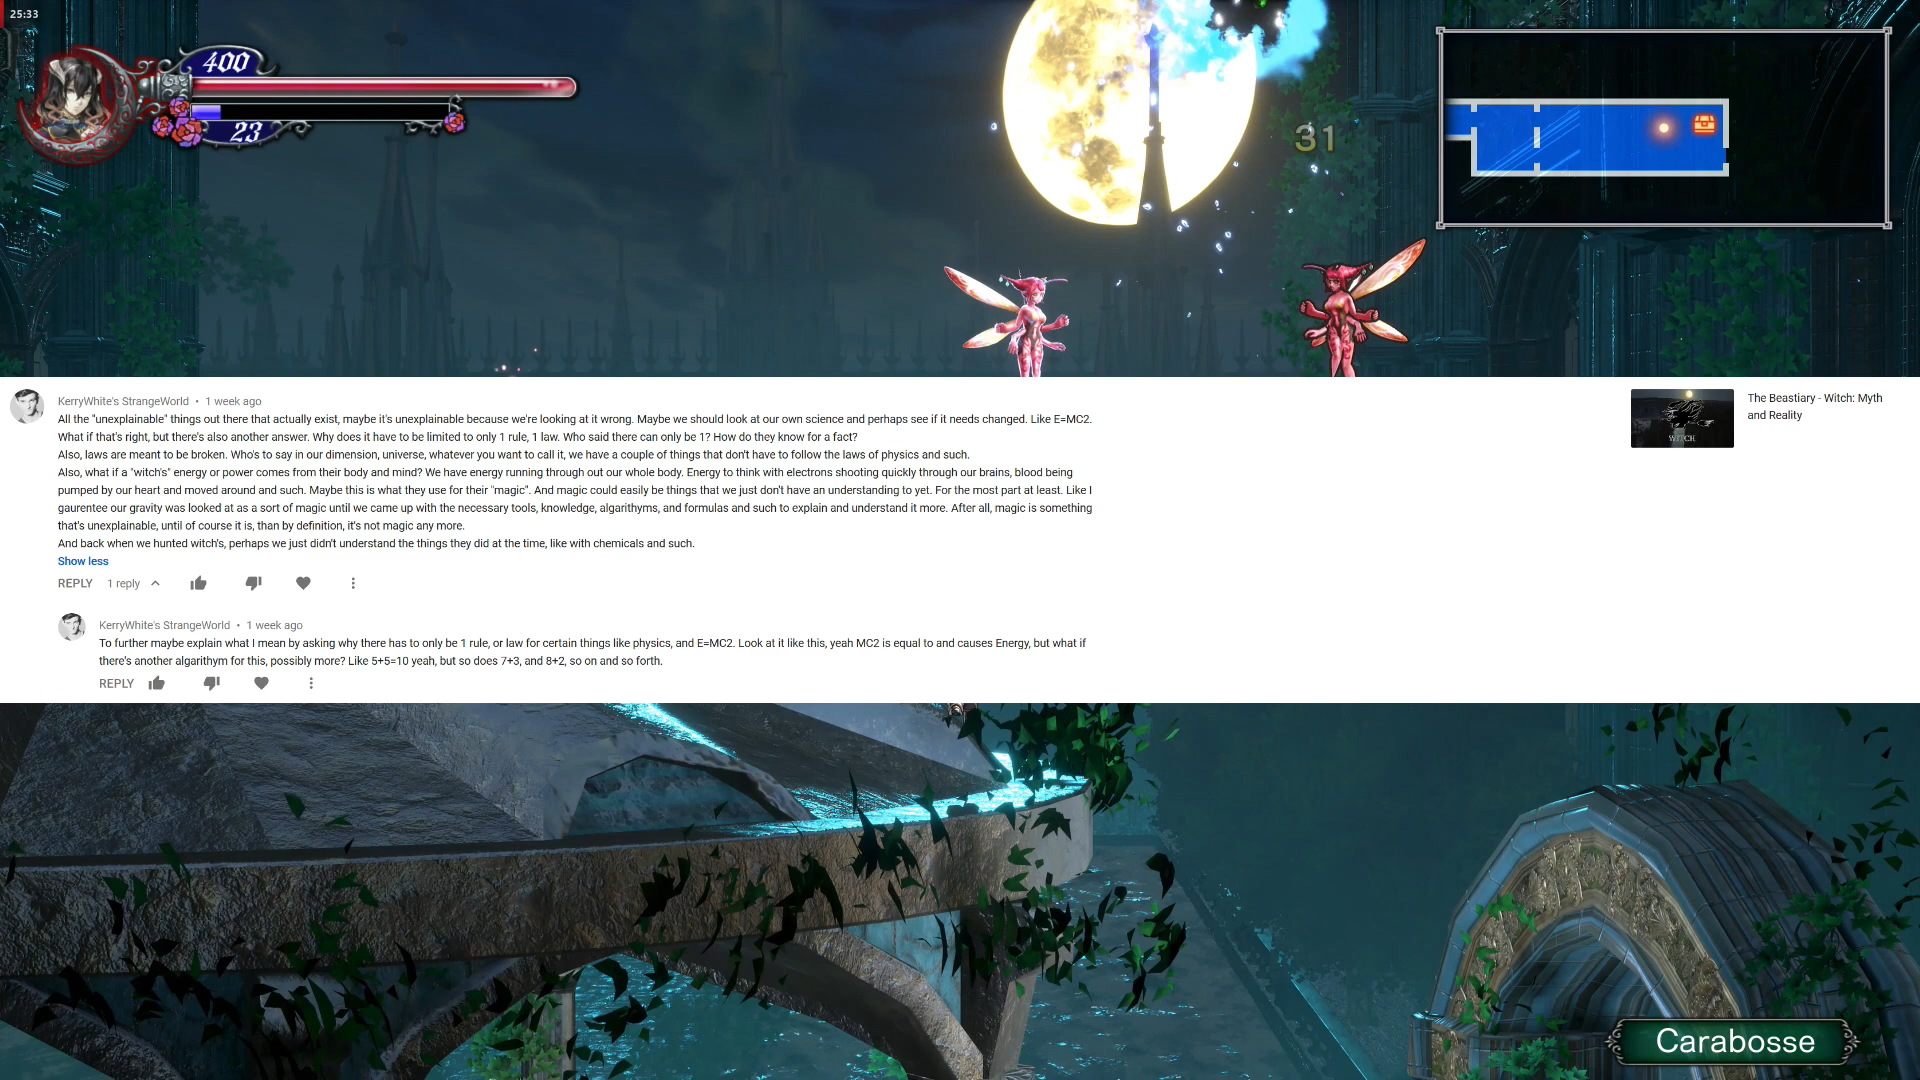 25:33
400
23
31
KerryWhite's StrangeWorld • 1 week ago
All the "unexplainable" things out there that actually exist, maybe it's unexplainable because we're looking at it wrong. Maybe we should look at our own science and perhaps see if it needs changed. Like E=MC2.
What if that's right, but there's also another answer. Why does it have to be limited to only 1 rule, 1 law. Who said there can only be 1? How do they know for a fact?
Also, laws are meant to be broken. Who's to say in our dimension, universe, whatever you want to call it, we have a couple of things that don't have to follow the laws of physics and such.
Also, what if a "witch's" energy or power comes from their body and mind? We have energy running through out our whole body. Energy to think with electrons shooting quickly through our brains, blood being
pumped by our heart and moved around and such. Maybe this is what they use for their "magic". And magic could easily be things that we just don't have an understanding to yet. For the most part at least. Like I
gaurentee our gravity was looked at as a sort of magic until we came up with the necessary tools, knowledge, algarithyms, and formulas and such to explain and understand it more. After all, magic is something
that's unexplainable, until of course it is, than by definition, it's not magic any more.
And back when we hunted witch's, perhaps we just didn't understand the things they did at the time, like with chemicals and such.
Show less
REPLY 1 reply
KerryWhite's StrangeWorld • 1 week ago
To further maybe explain what I mean by asking why there has to only be 1 rule, or law for certain things like physics, and E=MC2. Look at it like this, yeah MC2 is equal to and causes Energy, but what if
there's another algarithym for this, possibly more? Like 5+5=10 yeah, but so does 7+3, and 8+2, so on and so forth.
REPLY
WITCH
The Beastiary - Witch: Myth
and Reality
Carabosse